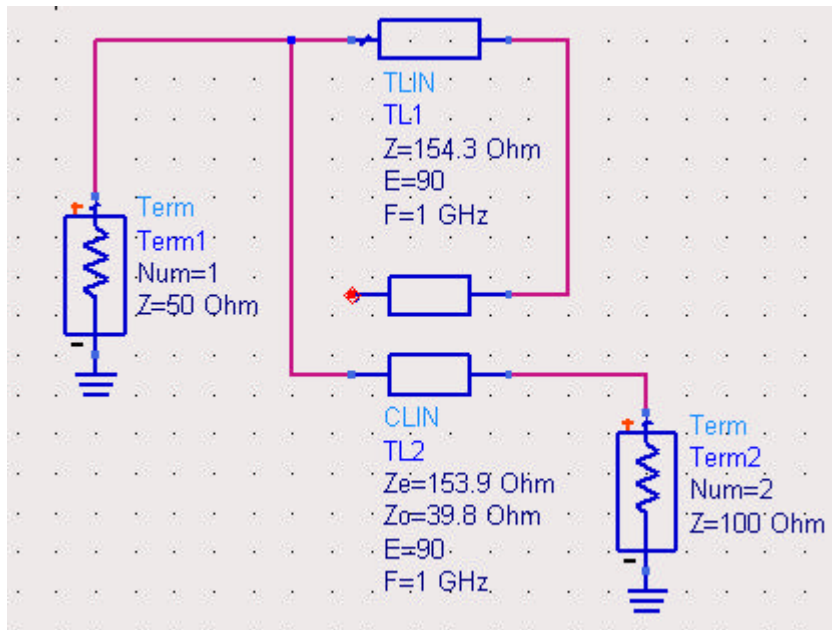 TLIN
TL1
Z=154.3 Ohm
E=90
F=1 GHz
Term
Term1
Num=1
Z=50 Ohm
CLIN
TL2
Ze=153.9 Ohm
Zo=39.8 Ohm
E=90
F=1 GHz
Term
Term2
Num=2
Z=100 Ohm